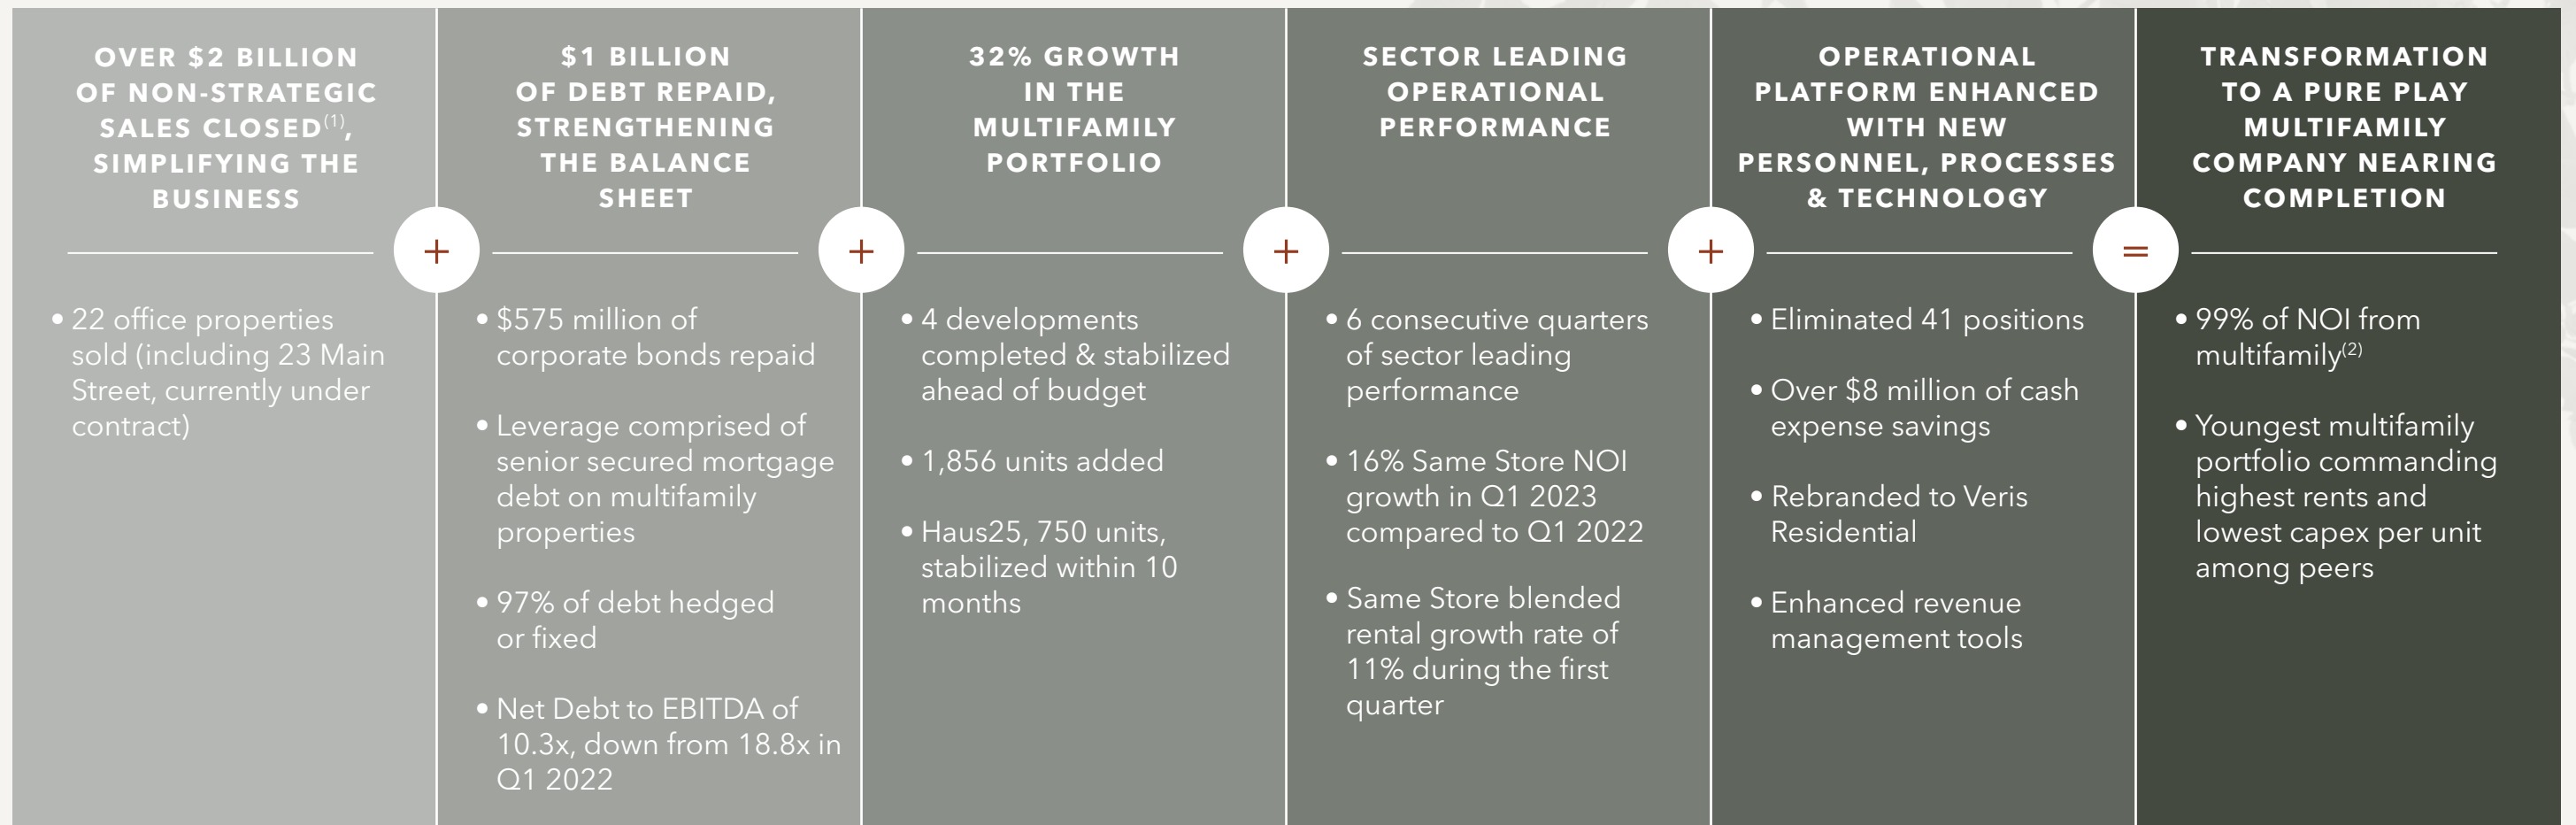 OVER $2 BILLION
OF NON-STRATEGIC
SALES CLOSED(1),
SIMPLIFYING THE
BUSINESS
• 22 office properties
sold (including 23 Main
Street, currently under
contract)
+
$1 BILLION
OF DEBT REPAID,
STRENGTHENING
THE BALANCE
SHEET
• $575 million of
corporate bonds repaid
• Leverage comprised of
senior secured mortgage
debt on multifamily
properties
• 97% of debt hedged
or fixed
• Net Debt to EBITDA of
10.3x, down from 18.8x in
Q1 2022
+
32% GROWTH
IN THE
MULTIFAMILY
PORTFOLIO
• 4 developments
completed & stabilized
ahead of budget
• 1,856 units added
• Haus25, 750 units,
stabilized within 10
months
+
SECTOR LEADING
OPERATIONAL
PERFORMANCE
• 6 consecutive quarters
of sector leading
performance
• 16% Same Store NOI
growth in Q1 2023
compared to Q1 2022
• Same Store blended
rental growth rate of
11% during the first
quarter
+
OPERATIONAL
PLATFORM ENHANCED
WITH NEW
PERSONNEL, PROCESSES
& TECHNOLOGY
• Eliminated 41 positions
• Over $8 million of cash
expense savings
• Rebranded to Veris
Residential
• Enhanced revenue
management tools
=
TRANSFORMATION
TO A PURE PLAY
MULTIFAMILY
COMPANY NEARING
COMPLETION
• 99% of NOI from
multifamily(2)
• Youngest multifamily
portfolio commanding
highest rents and
lowest capex per unit
among peers